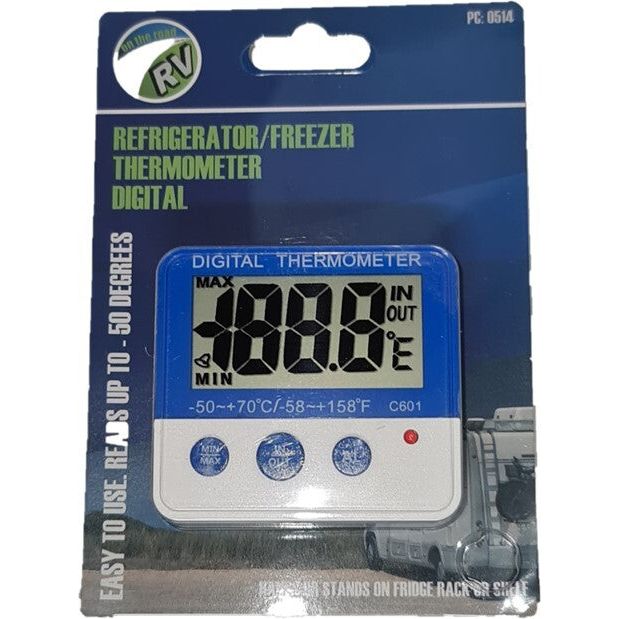 PC: 0514
on the road
RV
REFRIGERATOR/FREEZER
THERMOMETER
DIGITAL
EASY TO USE. READS UP TO - 50 DEGREES
DIGITAL THERMOMETER
MAX
188.8
IN
OUT
°E
MIN
-50~+70°C/-58~+158°F C601
MIN
MAX
IN
OUT
STANDS ON FRIDGE RACK OR SHELF